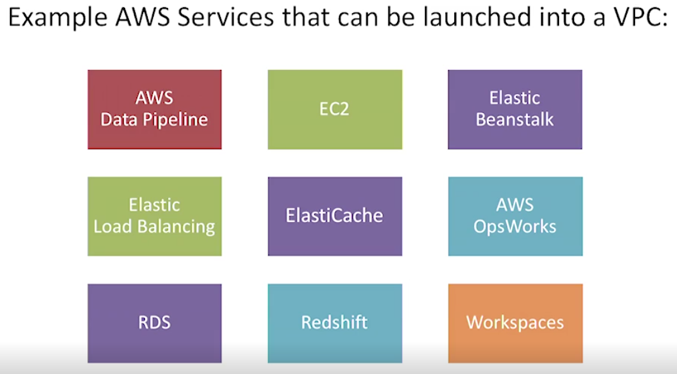 Example AWS Services that can be launched into a VPC:
AWS
Data Pipeline
EC2
Elastic
Beanstalk
Elastic
Load Balancing
ElastiCache
AWS
OpsWorks
RDS
Redshift
Workspaces